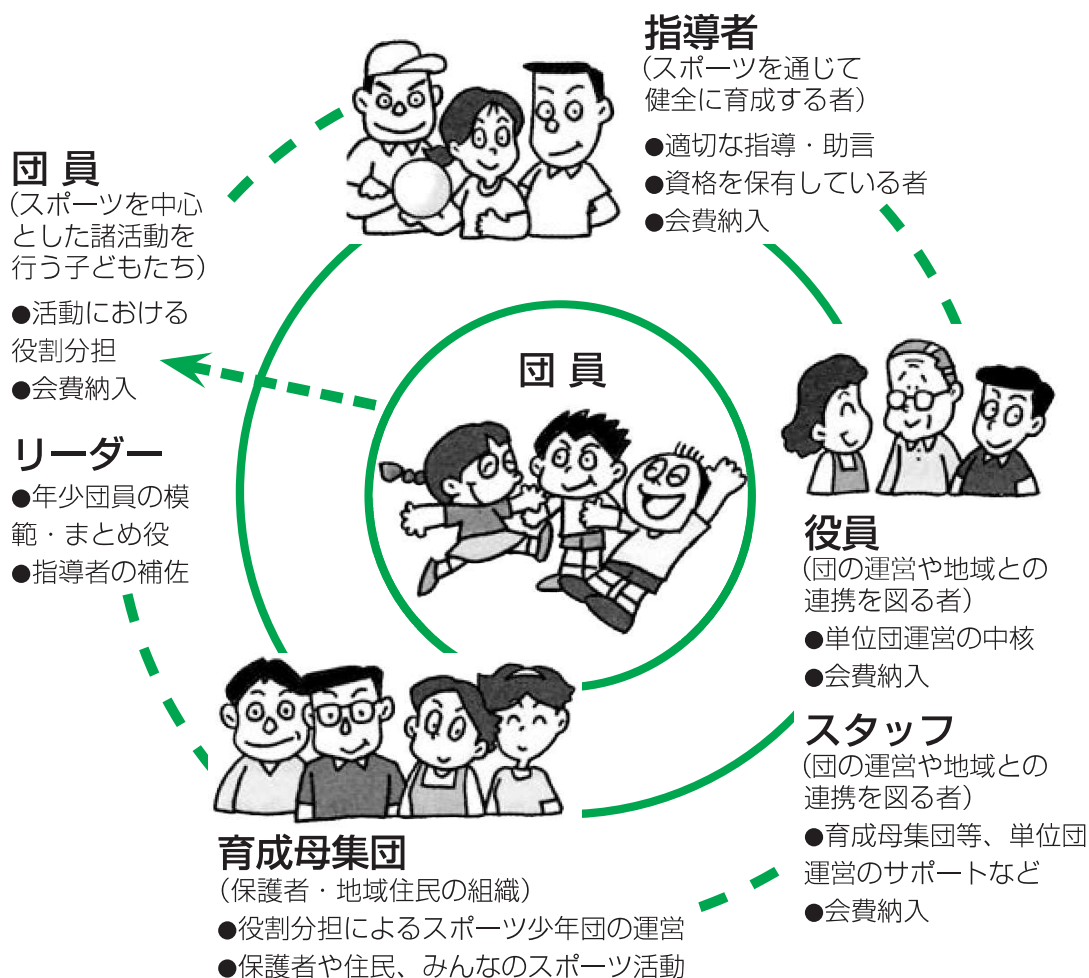 指導者
(スポーツを通じて
健全に育成する者)
●適切な指導・助言
●資格を保有している者
●会費納入
団 員
(スポーツを中心
とした諸活動を
行う子どもたち)
●活動における
役割分担
●会費納入
リーダー
●年少団員の模
範・まとめ役
●指導者の補佐
団 員
役員
(団の運営や地域との
連携を図る者)
●単位団運営の中核
●会費納入
スタッフ
(団の運営や地域との
連携を図る者)
●育成母集団等、単位団
運営のサポートなど
●会費納入
育成母集団
(保護者・地域住民の組織)
●役割分担によるスポーツ少年団の運営
●保護者や住民、みんなのスポーツ活動